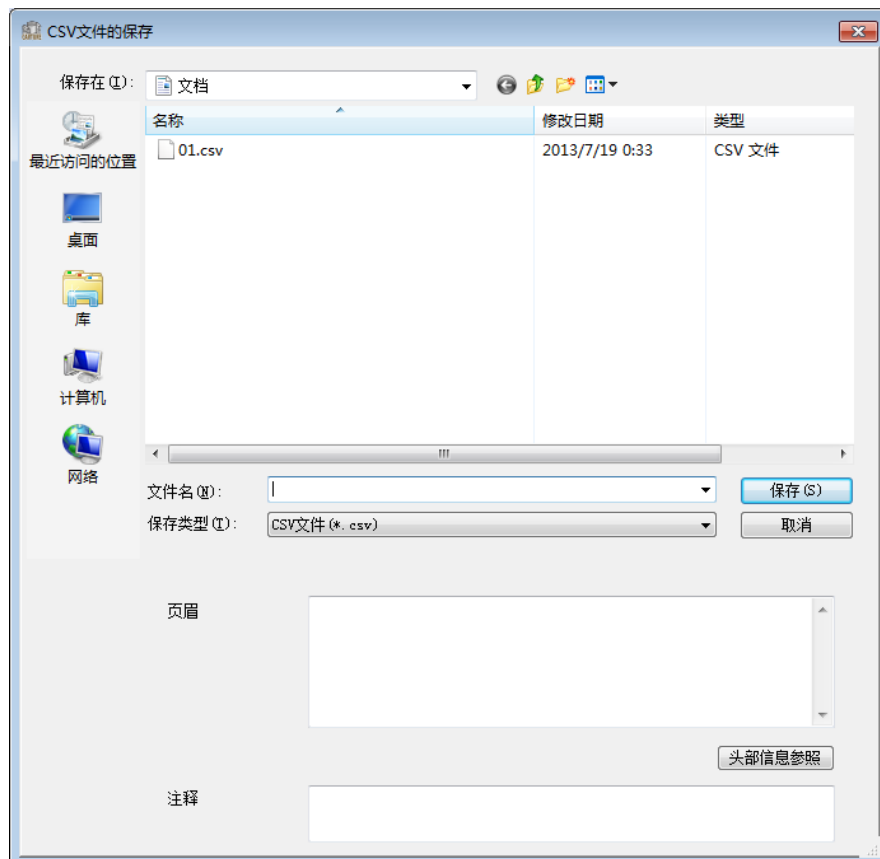 CSV文件的保存
保存在(I):
文档
最近访问的位置
桌面
库
计算机
网络
名称
修改日期
类型
01.csv
2013/7/19 0:33
CSV 文件
文件名(N):
保存(S)
保存类型(T):
CSV文件(*.csv)
取消
页眉
头部信息参照
注释